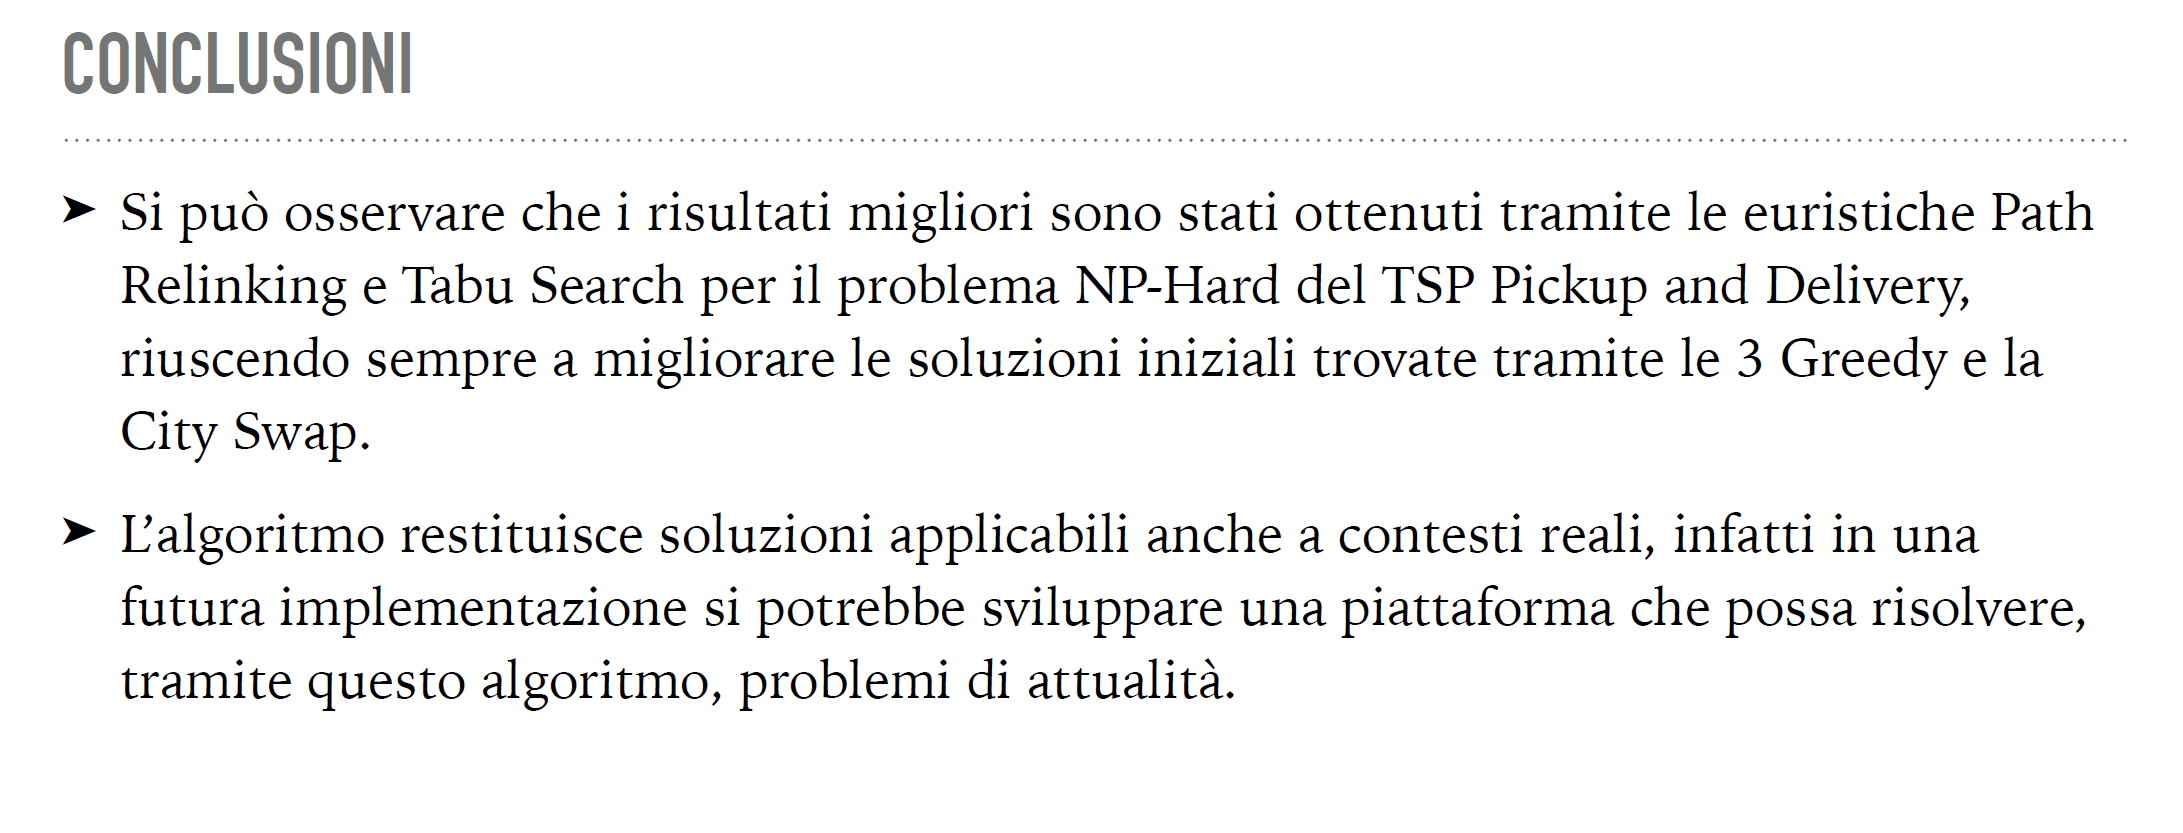 CONCLUSIONI
➤ Si può osservare che i risultati migliori sono stati ottenuti tramite le euristiche Path
Relinking e Tabu Search per il problema NP-Hard del TSP Pickup and Delivery,
riuscendo sempre a migliorare le soluzioni iniziali trovate tramite le 3 Greedy e la
City Swap.
➤ L’algoritmo restituisce soluzioni applicabili anche a contesti reali, infatti in una
futura implementazione si potrebbe sviluppare una piattaforma che possa risolvere,
tramite questo algoritmo, problemi di attualità.